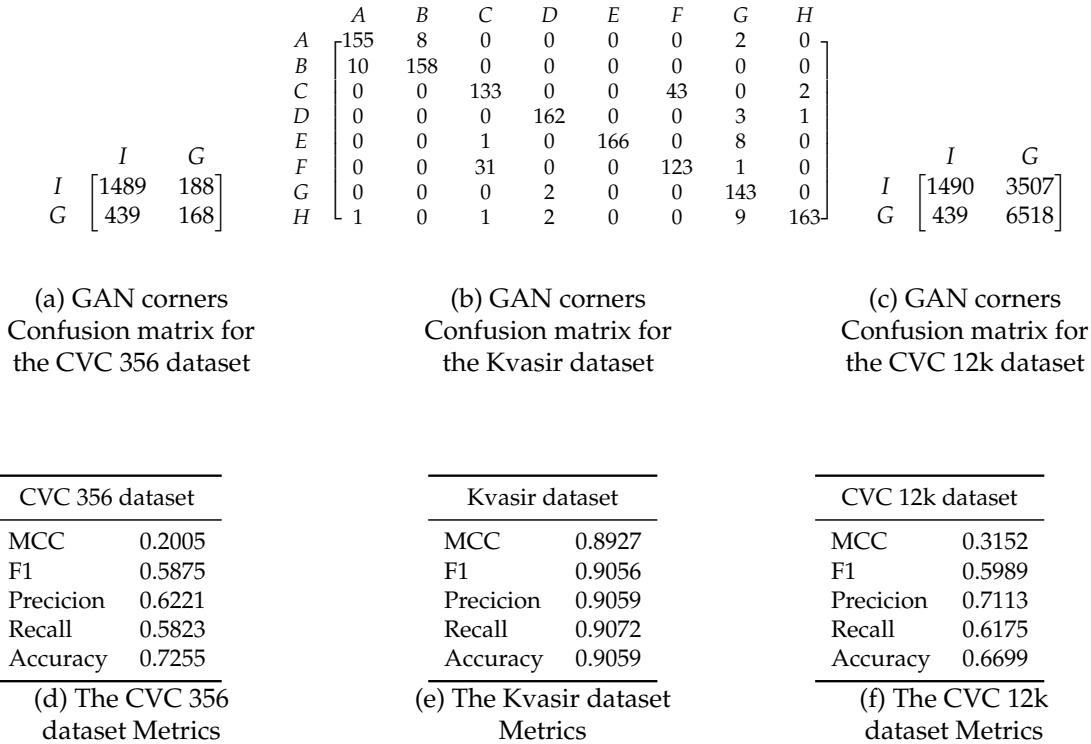 A B C D E F G H
A 155 8 0 0 0 0 2 0
B 10 158 0 0 0 0 0 0
C 0 0 133 0 0 43 0 2
D 0 0 0 162 0 0 3 1
E 0 0 1 0 166 0 8 0
F 0 0 31 0 0 123 1 0
G 0 0 0 2 0 0 143 0
H 1 0 1 2 0 0 9 163
I G
I 1489 188
G 439 168
I G
I 1490 3507
G 439 6518
(a) GAN corners
Confusion matrix for
the CVC 356 dataset
(b) GAN corners
Confusion matrix for
the Kvasir dataset
(c) GAN corners
Confusion matrix for
the CVC 12k dataset
CVC 356 dataset
MCC 0.2005
F1 0.5875
Precicion 0.6221
Recall 0.5823
Accuracy 0.7255
(d) The CVC 356
dataset Metrics
Kvasir dataset
MCC 0.8927
F1 0.9056
Precicion 0.9059
Recall 0.9072
Accuracy 0.9059
(e) The Kvasir dataset
Metrics
CVC 12k dataset
MCC 0.3152
F1 0.5989
Precicion 0.7113
Recall 0.6175
Accuracy 0.6699
(f) The CVC 12k
dataset Metrics